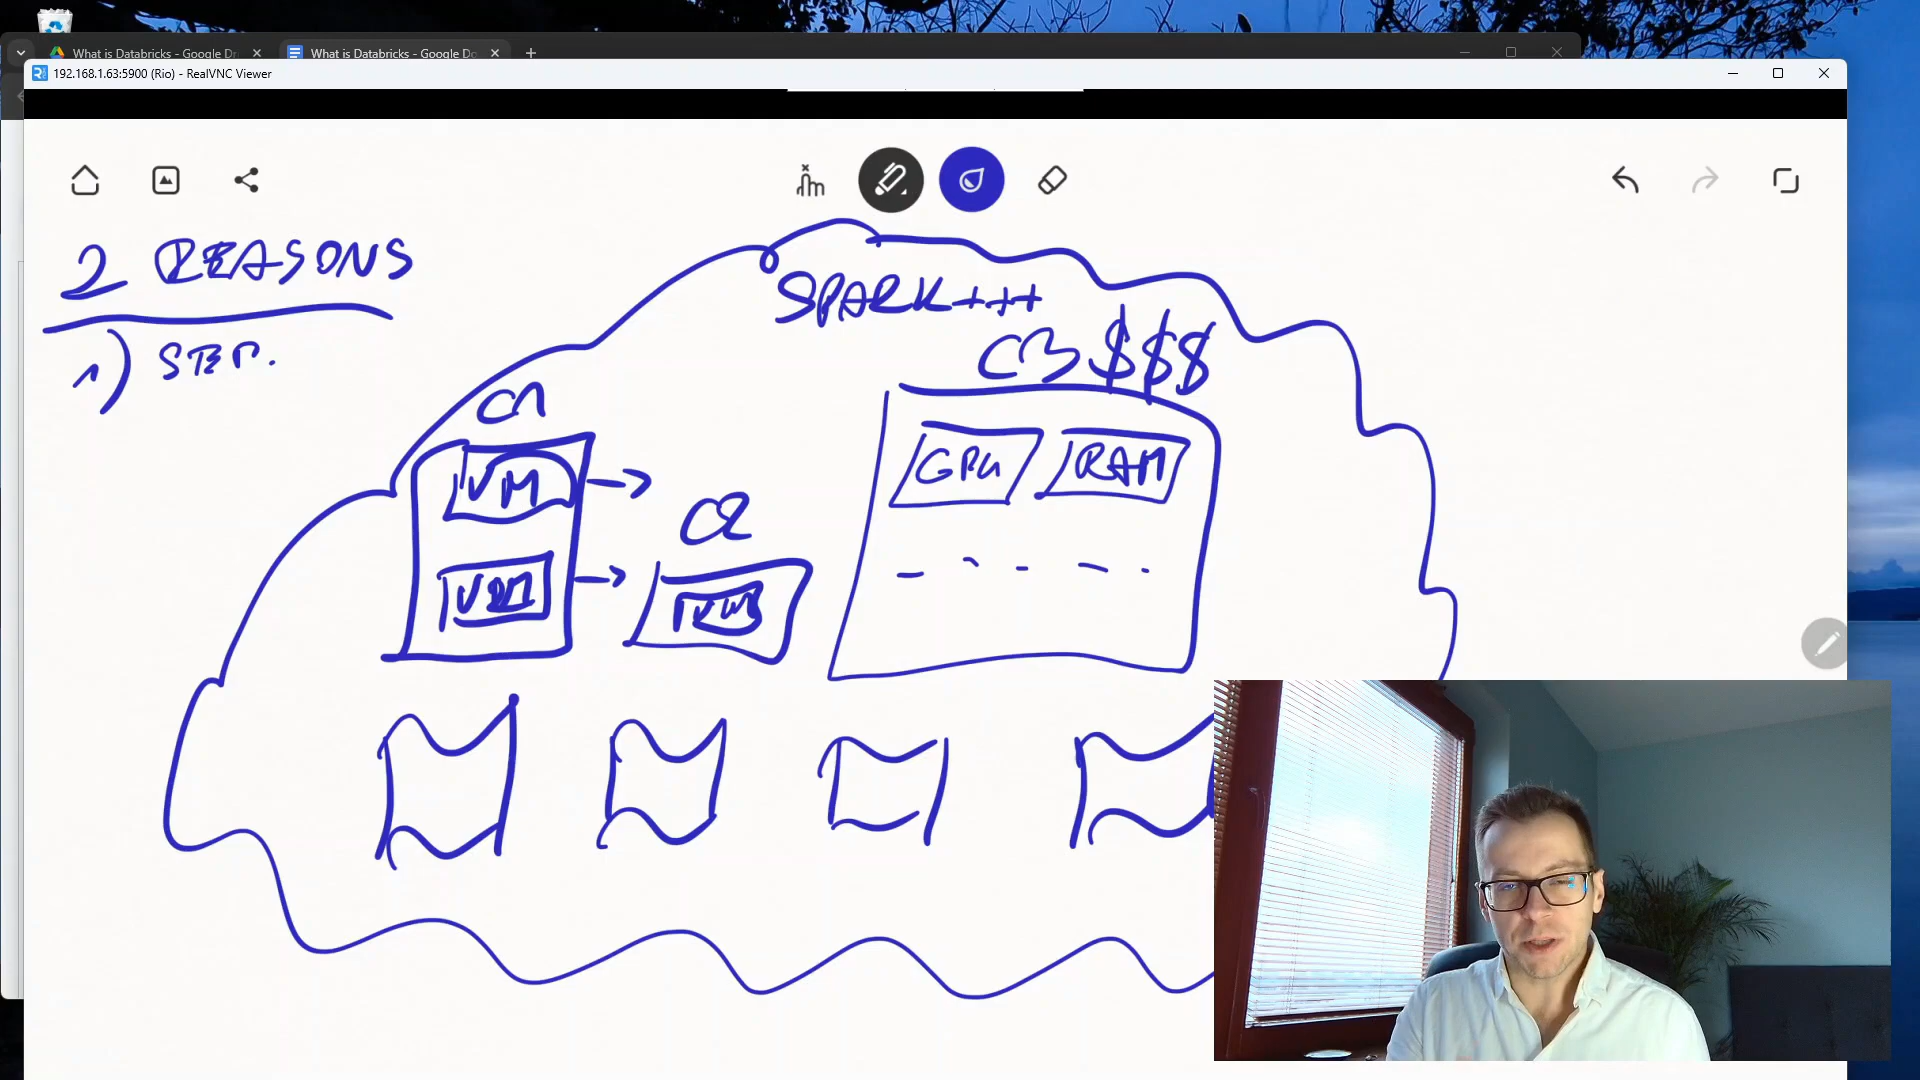 What is Databricks - Google Dr
What is Databricks - Google Do
192.168.1.63:5900 (Rio) - RealVNC Viewer
2 REASONS
1) SEP.
SPARK+++
C3 $$$
C1
GPU
RAM
VM
C2
VM
VM